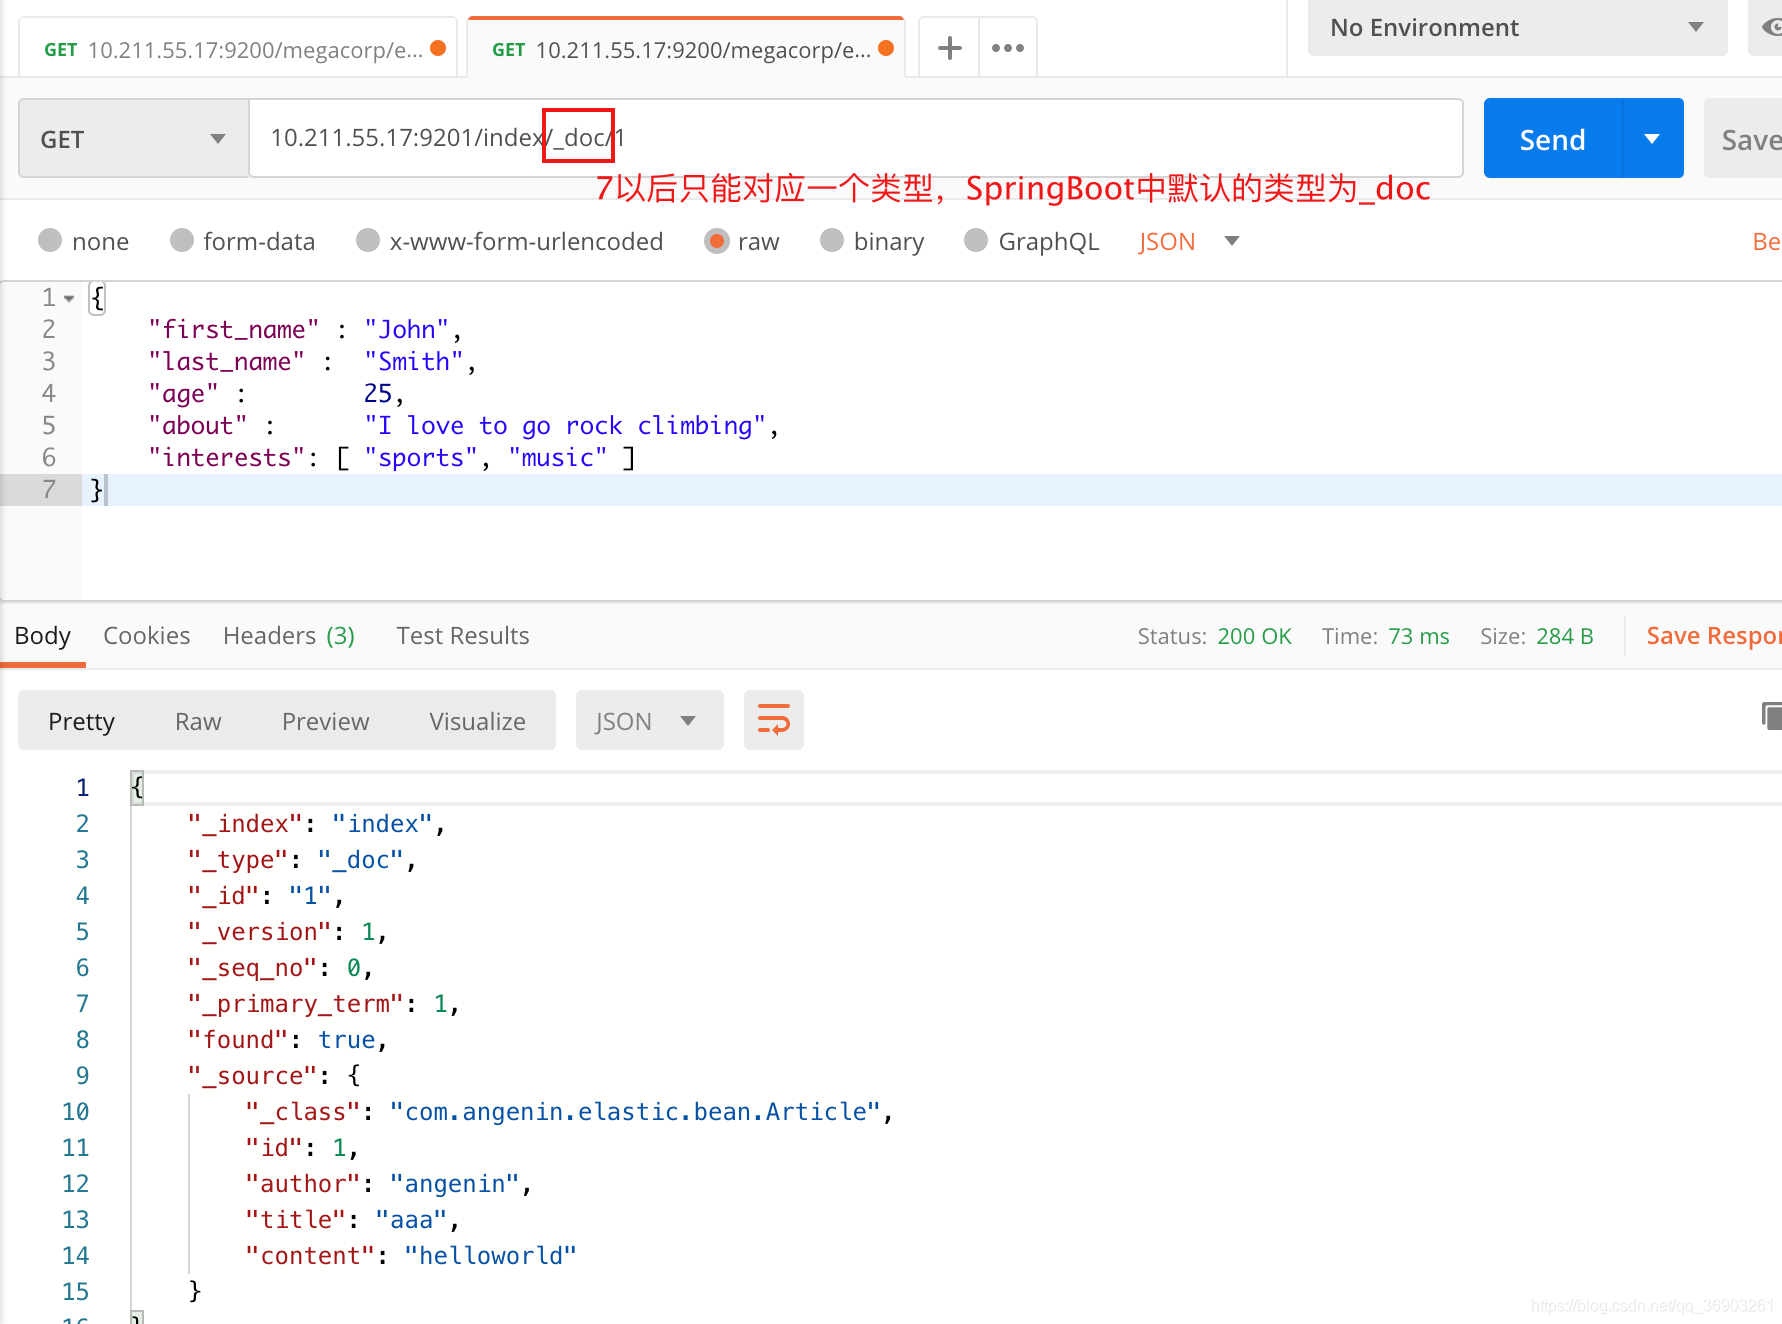 GET 10.211.55.17:9200/megacorp/e...
GET 10.211.55.17:9200/megacorp/e...
No Environment
GET
10.211.55.17:9201/index/_doc/1
Send
Save
7以后只能对应一个类型，SpringBoot中默认的类型为_doc
none form-data x-www-form-urlencoded raw binary GraphQL JSON Be
1 {
2 "first_name" : "John",
3 "last_name" : "Smith",
4 "age" : 25,
5 "about" : "I love to go rock climbing",
6 "interests": [ "sports", "music" ]
7 }
Body Cookies Headers (3) Test Results Status: 200 OK Time: 73 ms Size: 284 B Save Respon
Pretty Raw Preview Visualize JSON
1 {
2 "_index": "index",
3 "_type": "_doc",
4 "_id": "1",
5 "_version": 1,
6 "_seq_no": 0,
7 "_primary_term": 1,
8 "found": true,
9 "_source": {
10 "_class": "com.angenin.elastic.bean.Article",
11 "id": 1,
12 "author": "angenin",
13 "title": "aaa",
14 "content": "helloworld"
15 }
16 }
https://blog.csdn.net/qq_36903261